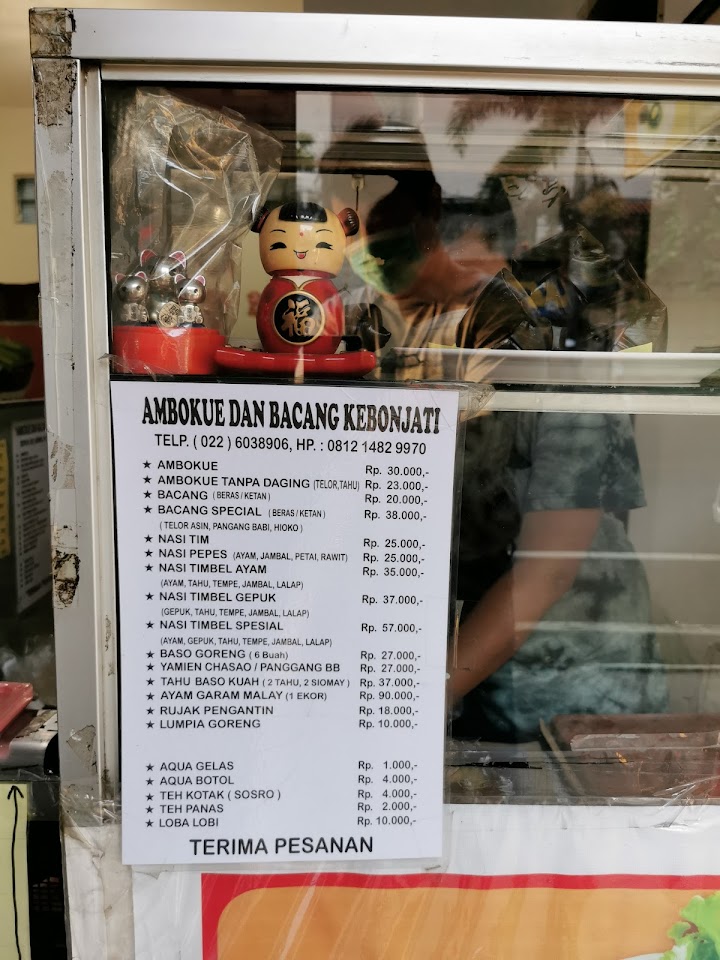 福
AMBOKUE DAN BACANG KEBONJATI
TELP. ( 022 ) 6038906, HP. : 0812 1482 9970
★ AMBOKUE Rp. 30.000,-
★ AMBOKUE TANPA DAGING (TELOR,TAHU) Rp. 23.000,-
★ BACANG ( BERAS / KETAN ) Rp. 20.000,-
★ BACANG SPECIAL ( BERAS / KETAN ) Rp. 38.000,-
( TELOR ASIN, PANGANG BABI, HIOKO )
★ NASI TIM Rp. 25.000,-
★ NASI PEPES (AYAM, JAMBAL, PETAI, RAWIT) Rp. 25.000,-
★ NASI TIMBEL AYAM Rp. 35.000,-
(AYAM, TAHU, TEMPE, JAMBAL, LALAP)
★ NASI TIMBEL GEPUK Rp. 37.000,-
(GEPUK, TAHU, TEMPE, JAMBAL, LALAP)
★ NASI TIMBEL SPESIAL Rp. 57.000,-
(AYAM, GEPUK, TAHU, TEMPE, JAMBAL, LALAP)
★ BASO GORENG ( 6 Buah) Rp. 27.000,-
★ YAMIEN CHASAO / PANGGANG BB Rp. 27.000,-
★ TAHU BASO KUAH ( 2 TAHU, 2 SIOMAY ) Rp. 37.000,-
★ AYAM GARAM MALAY (1 EKOR) Rp. 90.000,-
★ RUJAK PENGANTIN Rp. 18.000,-
★ LUMPIA GORENG Rp. 10.000,-
★ AQUA GELAS Rp. 1.000,-
★ AQUA BOTOL Rp. 4.000,-
★ TEH KOTAK ( SOSRO ) Rp. 4.000,-
★ TEH PANAS Rp. 2.000,-
★ LOBA LOBI Rp. 10.000,-
TERIMA PESANAN